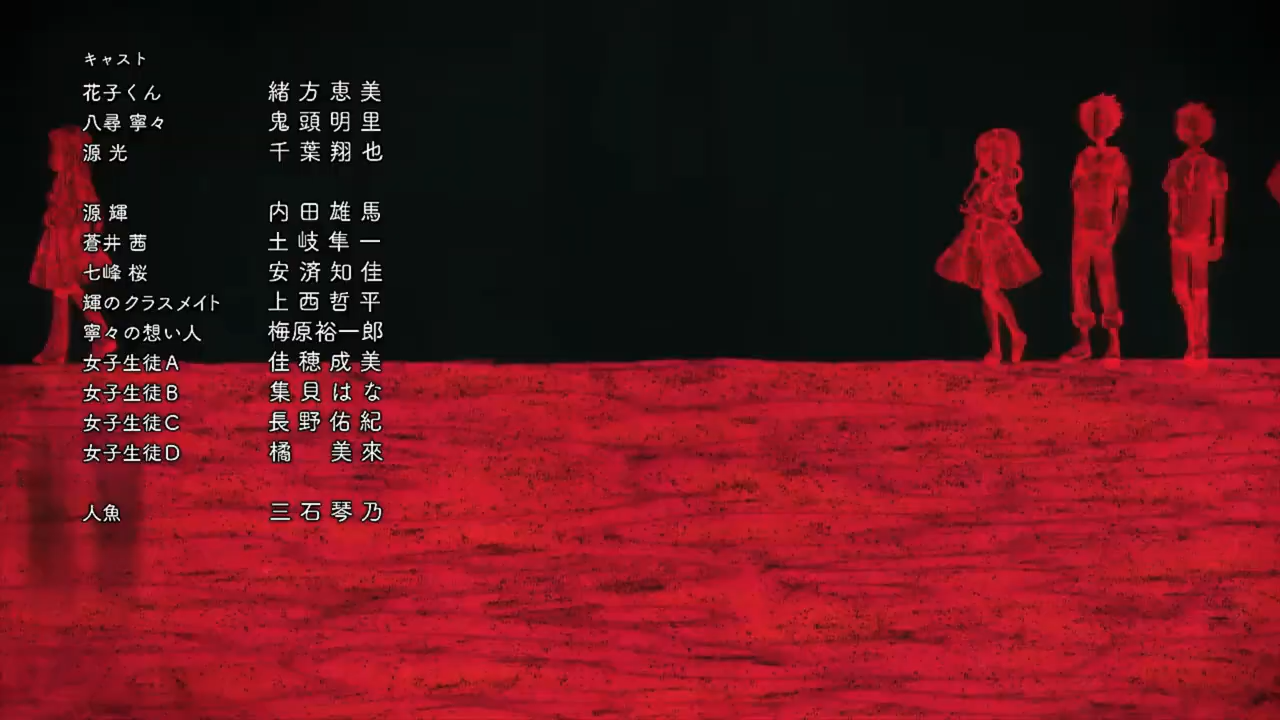 キャスト
花子くん 緒方恵美
八尋 寧々 鬼頭明里
源 光 千葉翔也
源 輝 内田雄馬
蒼井 茜 土岐隼一
七峰 桜 安済知佳
輝のクラスメイト 上西哲平
寧々の想い人 梅原裕一郎
女子生徒A 佳穂成美
女子生徒B 集貝はな
女子生徒C 長野佑紀
女子生徒D 橘 美來
人魚 三石琴乃